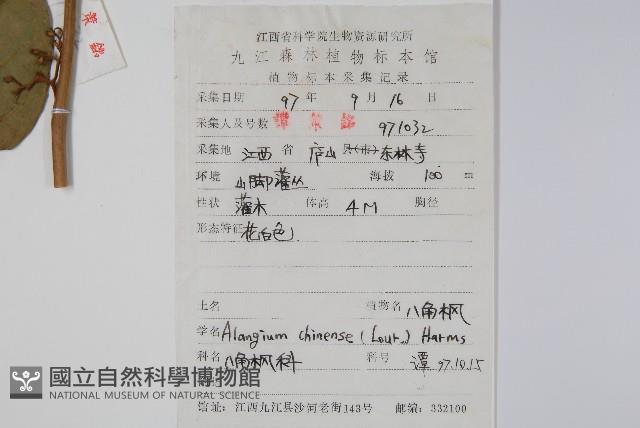 江西省科学院生物资源研究所
九江森林植物标本馆
植物标本采集记录
采集日期 97 年 9 月 16 日
采集人及号数 971032
采集地 江西 省 庐山 县(市) 东林寺
环境 山脚灌丛 海拔 100 m
性状 灌木 体高 4M 胸径
形态特征 花白色
土名 植物名 八角枫
学名 Alangium chinense (Lour.) Harms
科名 八角枫科 科号 谭 97.10.15
國立自然科學博物館
NATIONAL MUSEUM OF NATURAL SCIENCE
馆址:江西九江县沙河老街143号 邮编:332100